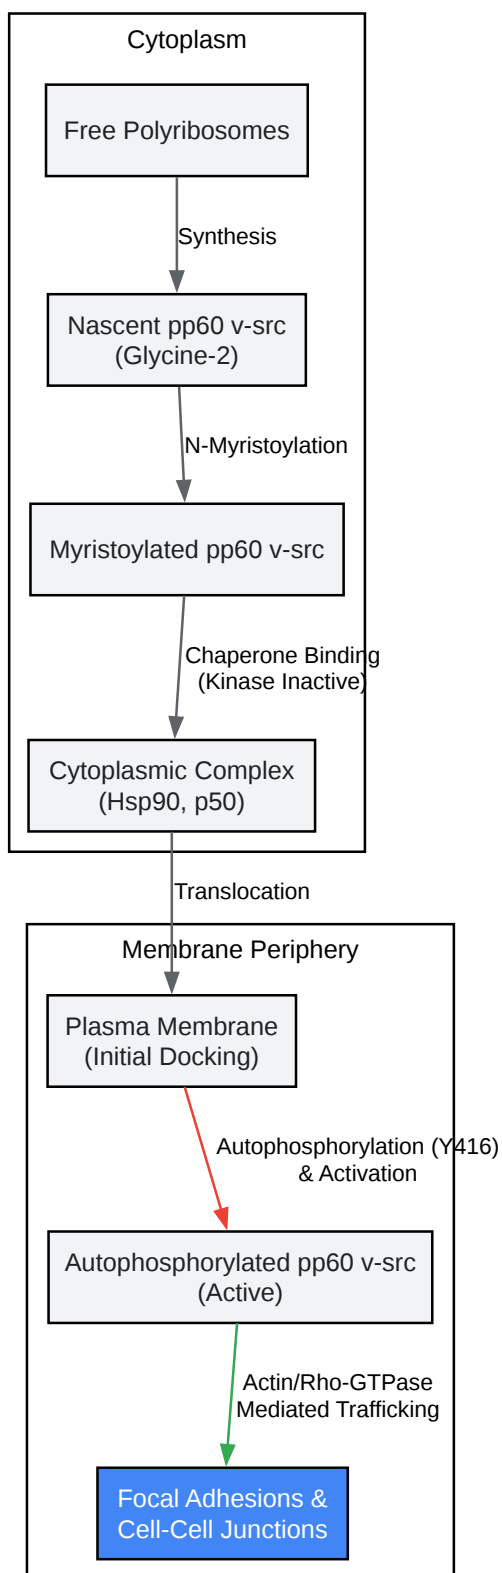 Cytoplasm
Free Polyribosomes
Synthesis
Nascent pp60 v-src
(Glycine-2)
N-Myristoylation
Myristoylated pp60 v-src
Chaperone Binding
(Kinase Inactive)
Cytoplasmic Complex
(Hsp90, p50)
Translocation
Membrane Periphery
Plasma Membrane
(Initial Docking)
Autophosphorylation (Y416)
& Activation
Autophosphorylated pp60 v-src
(Active)
Actin/Rho-GTPase
Mediated Trafficking
Focal Adhesions &
Cell-Cell Junctions